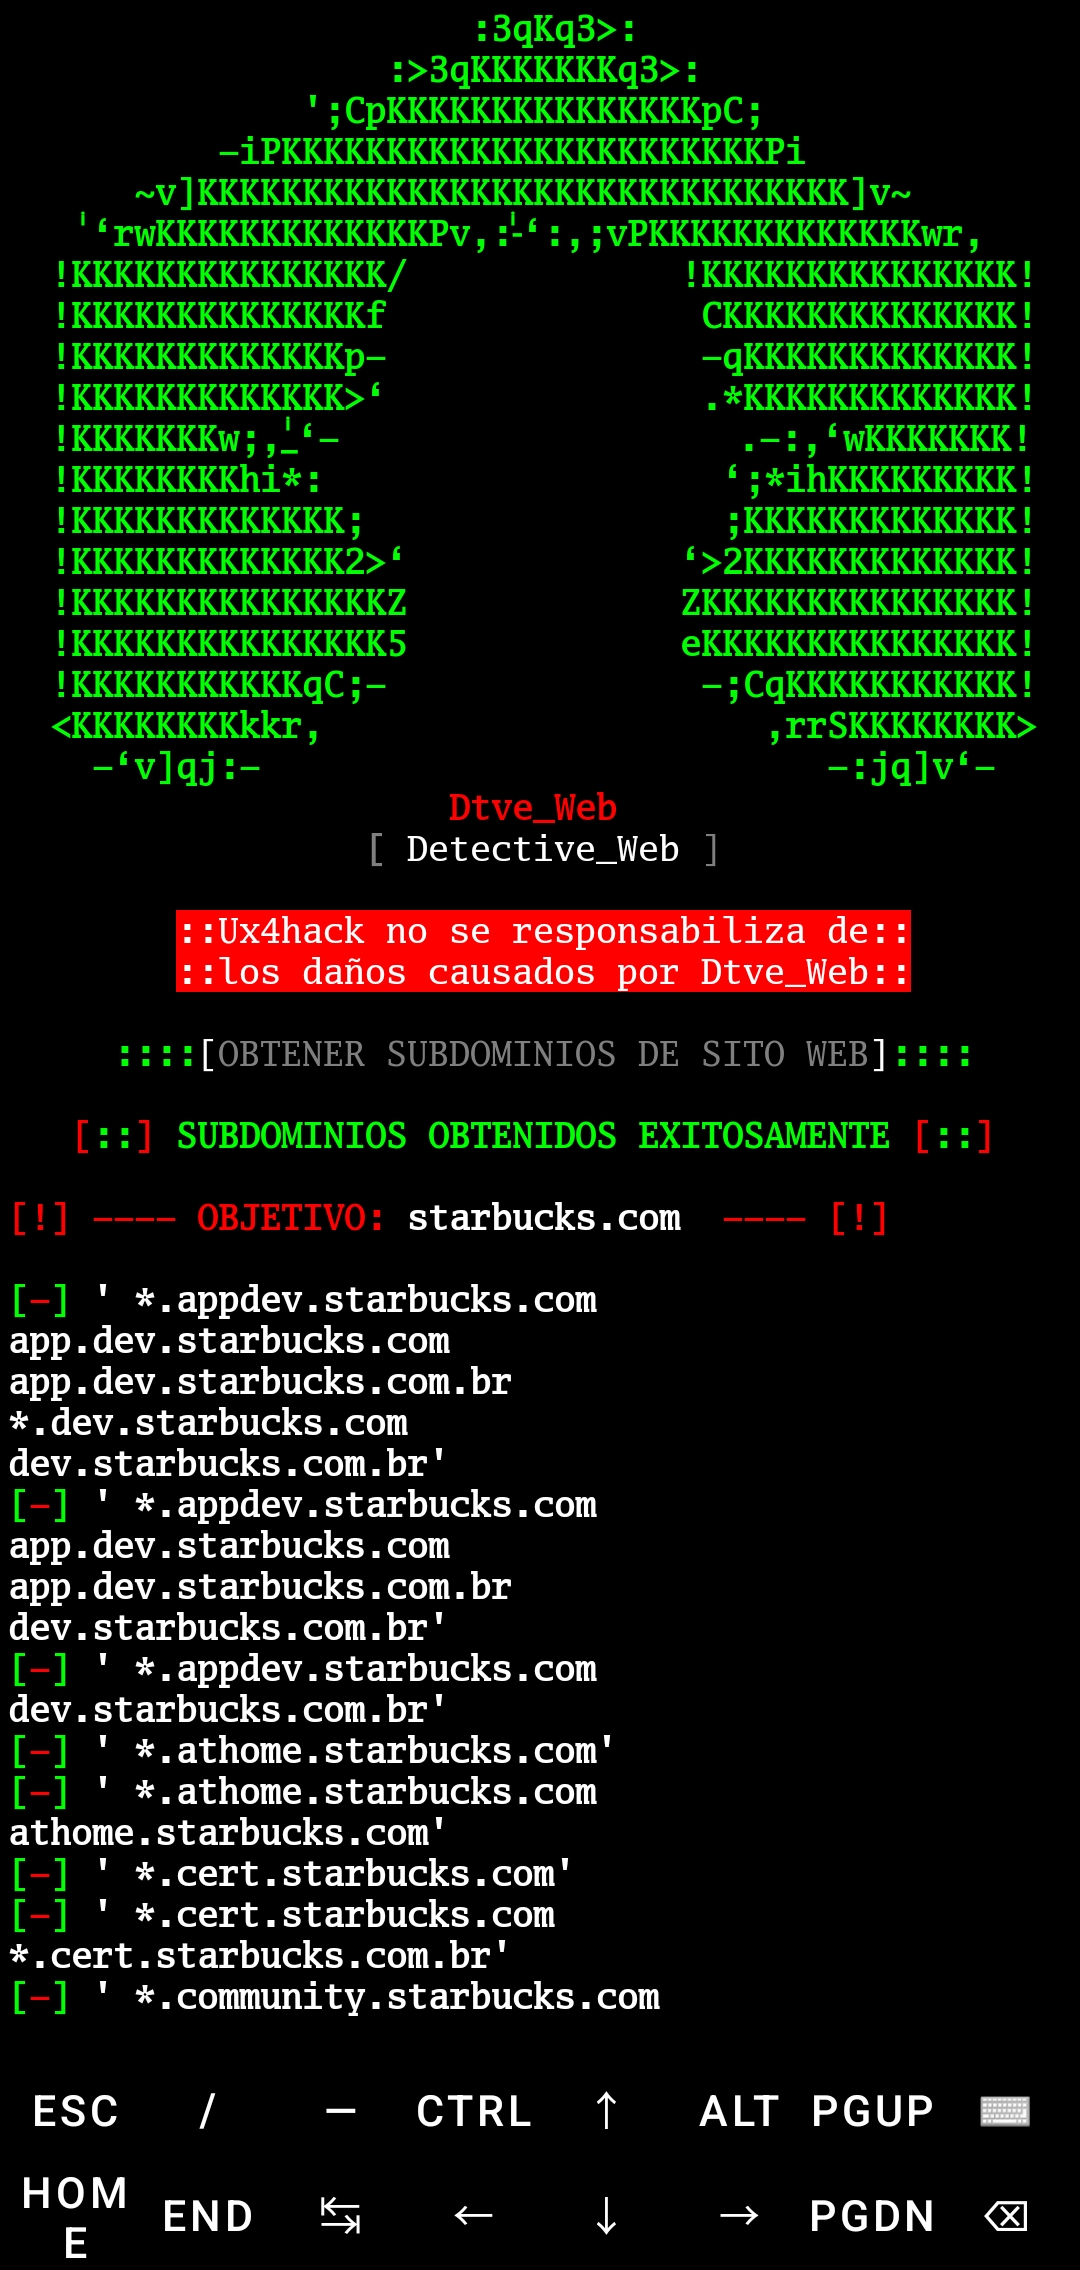 :3qKq3>:
:>3qKKKKKKKq3>:
';CpKKKKKKKKKKKKKKKpC;
-iPKKKKKKKKKKKKKKKKKKKKKKKPi
~v]KKKKKKKKKKKKKKKKKKKKKKKKKKKKKKK]v~
'‘rwKKKKKKKKKKKKKPv,:'-‘:,;vPKKKKKKKKKKKKKwr,
!KKKKKKKKKKKKKKK/ !KKKKKKKKKKKKKKK!
!KKKKKKKKKKKKKKf CKKKKKKKKKKKKKK!
!KKKKKKKKKKKKKp- -qKKKKKKKKKKKKK!
!KKKKKKKKKKKKK>‘ .*KKKKKKKKKKKKK!
!KKKKKKKw;,'_‘- .-:,‘wKKKKKKK!
!KKKKKKKKhi*: ‘;*ihKKKKKKKKK!
!KKKKKKKKKKKKK; ;KKKKKKKKKKKKK!
!KKKKKKKKKKKKK2>‘ ‘>2KKKKKKKKKKKKK!
!KKKKKKKKKKKKKKKZ ZKKKKKKKKKKKKKKK!
!KKKKKKKKKKKKKKK5 eKKKKKKKKKKKKKKK!
!KKKKKKKKKKKqC;- -;CqKKKKKKKKKKK!
<KKKKKKKKkkr, ,rrSKKKKKKKK>
-‘v]qj:- -:jq]v‘-
Dtve_Web
[ Detective_Web ]
::Ux4hack no se responsabiliza de::
::los daños causados por Dtve_Web::
::::[OBTENER SUBDOMINIOS DE SITO WEB]::::
[::] SUBDOMINIOS OBTENIDOS EXITOSAMENTE [::]
[!] ---- OBJETIVO: starbucks.com ---- [!]
[-] ' *.appdev.starbucks.com
app.dev.starbucks.com
app.dev.starbucks.com.br
*.dev.starbucks.com
dev.starbucks.com.br'
[-] ' *.appdev.starbucks.com
app.dev.starbucks.com
app.dev.starbucks.com.br
dev.starbucks.com.br'
[-] ' *.appdev.starbucks.com
dev.starbucks.com.br'
[-] ' *.athome.starbucks.com'
[-] ' *.athome.starbucks.com
athome.starbucks.com'
[-] ' *.cert.starbucks.com'
[-] ' *.cert.starbucks.com
*.cert.starbucks.com.br'
[-] ' *.community.starbucks.com
ESC / — CTRL ↑ ALT PGUP ⌨
HOME END ↹ ← ↓ → PGDN ⌫